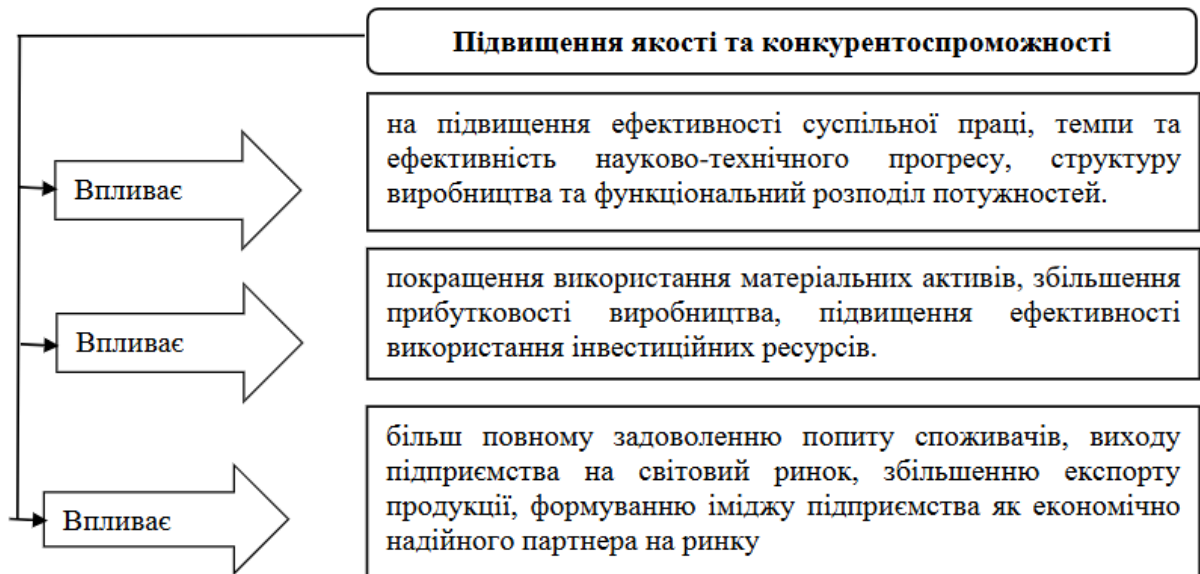 Підвищення якості та конкурентоспроможності
Впливає
на підвищення ефективності суспільної праці, темпи та
ефективність науково-технічного прогресу, структуру
виробництва та функціональний розподіл потужностей.
Впливає
покращення використання матеріальних активів, збільшення
прибутковості виробництва, підвищення ефективності
використання інвестиційних ресурсів.
Впливає
більш повному задоволенню попиту споживачів, виходу
підприємства на світовий ринок, збільшенню експорту
продукції, формуванню іміджу підприємства як економічно
надійного партнера на ринку